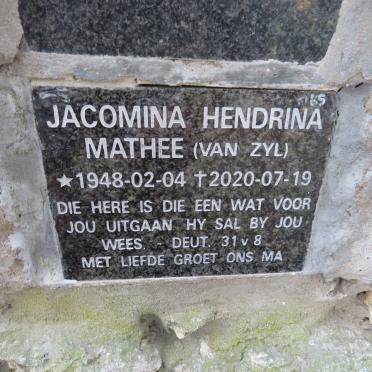 185
JACOMINA HENDRINA
MATHEE (VAN ZYL)
★1948-02-04 ✝2020-07-19
DIE HERE IS DIE EEN WAT VOOR
JOU UITGAAN HY SAL BY JOU
WEES. - DEUT. 31 v 8
MET LIEFDE GROET ONS MA